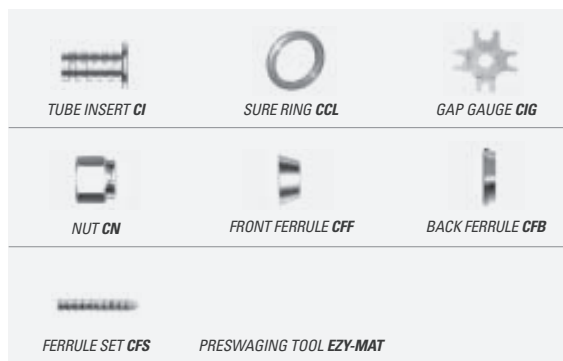 TUBE INSERT CI
SURE RING CCL
GAP GAUGE CIG
NUT CN
FRONT FERRULE CFF
BACK FERRULE CFB
FERRULE SET CFS
PRESWAGING TOOL EZY-MAT